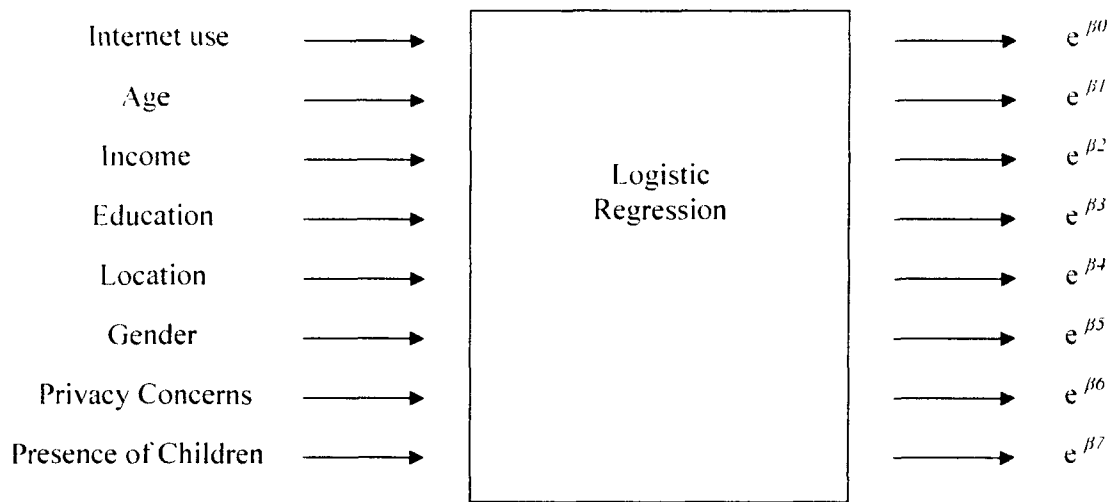 Internet use
e β0
Age
e β1
Income
e β2
Logistic
Regression
Education
e β3
Location
e β4
Gender
e β5
Privacy Concerns
e β6
Presence of Children
e β7